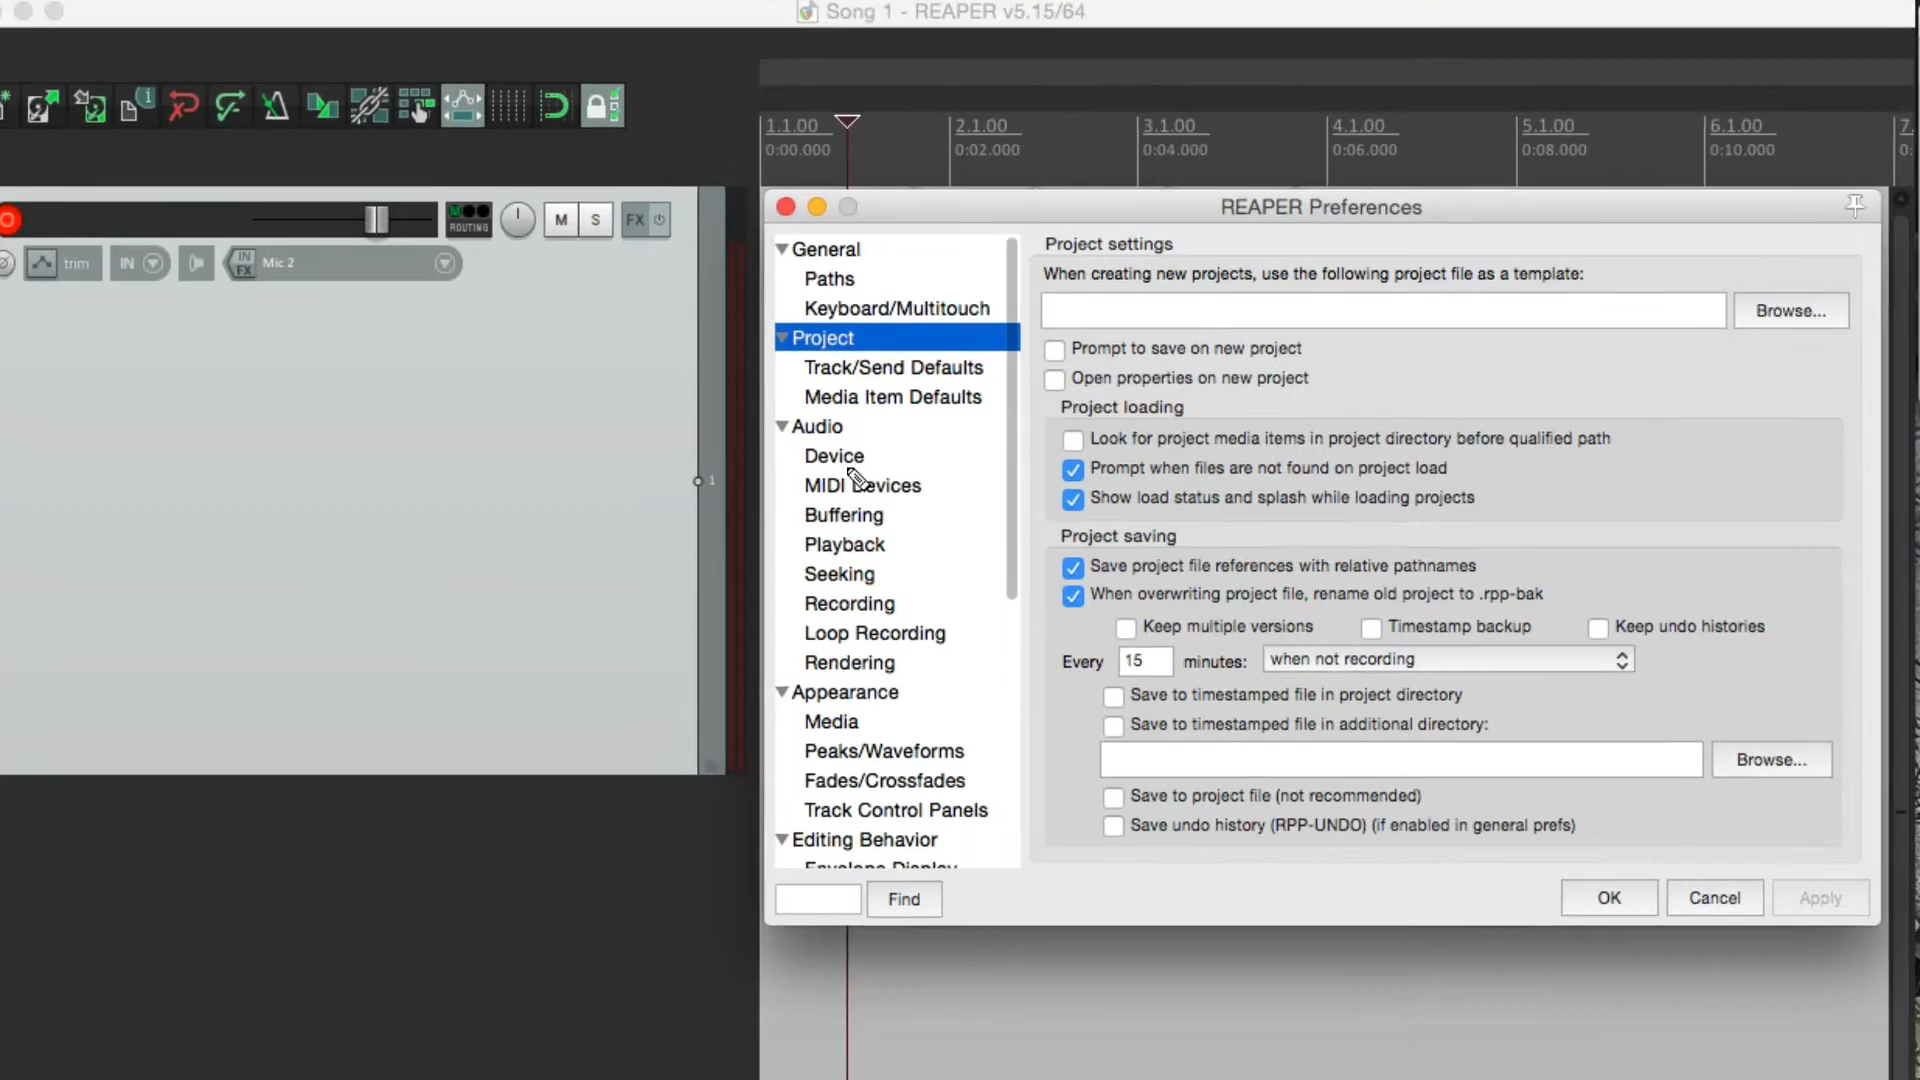 Song 1 - REAPER v5.15/64
1.1.00 2.1.00 3.1.00 4.1.00 5.1.00 6.1.00 7.
0:00.000 0:02.000 0:04.000 0:06.000 0:08.000 0:10.000 0:
ROUTING M S FX
trim IN IN FX Mic 2
1
REAPER Preferences
General
Paths
Keyboard/Multitouch
Project
Track/Send Defaults
Media Item Defaults
Audio
Device
MIDI Devices
Buffering
Playback
Seeking
Recording
Loop Recording
Rendering
Appearance
Media
Peaks/Waveforms
Fades/Crossfades
Track Control Panels
Editing Behavior
Envelope Display
Find
Project settings
When creating new projects, use the following project file as a template:
Browse...
Prompt to save on new project
Open properties on new project
Project loading
Look for project media items in project directory before qualified path
Prompt when files are not found on project load
Show load status and splash while loading projects
Project saving
Save project file references with relative pathnames
When overwriting project file, rename old project to .rpp-bak
Keep multiple versions Timestamp backup Keep undo histories
Every 15 minutes: when not recording
Save to timestamped file in project directory
Save to timestamped file in additional directory:
Browse...
Save to project file (not recommended)
Save undo history (RPP-UNDO) (if enabled in general prefs)
OK Cancel Apply